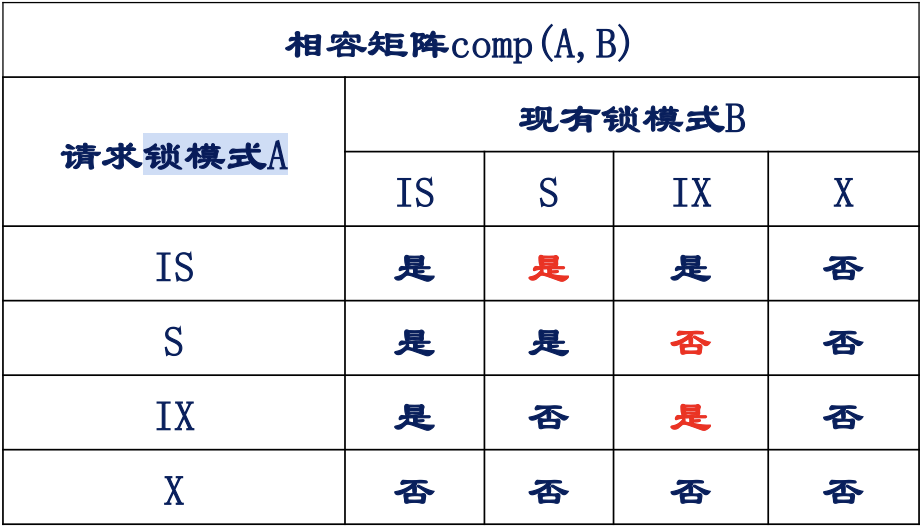 相容矩阵comp(A,B)
请求锁模式A
现有锁模式B
IS S IX X
IS 是 是 是 否
S 是 是 否 否
IX 是 否 是 否
X 否 否 否 否